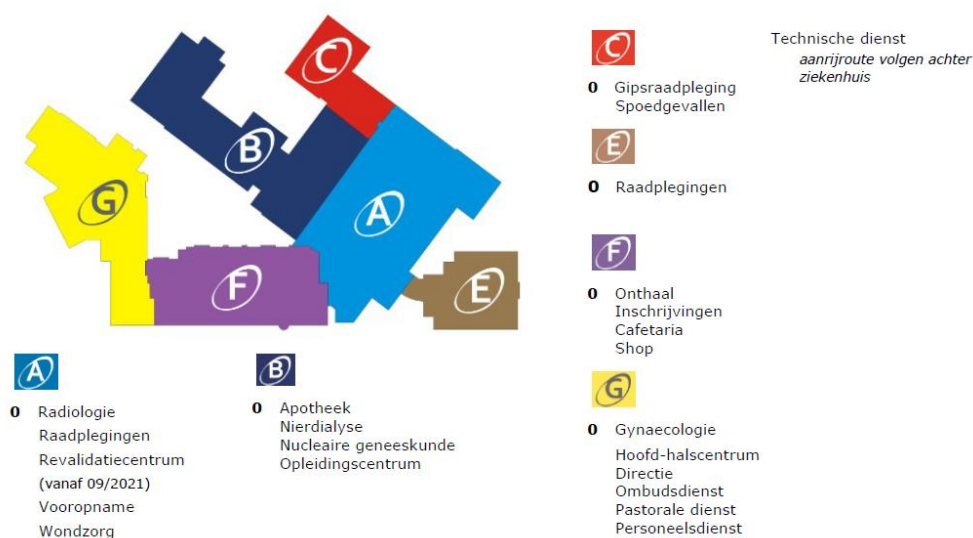 C
B
G
A
F
E
A
0 Radiologie
Raadplegingen
Revalidatiecentrum
(vanaf 09/2021)
Vooropname
Wondzorg
B
0 Apotheek
Nierdialyse
Nucleaire geneeskunde
Opleidingscentrum
C
0 Gipsraadpleging
Spoedgevallen
Technische dienst
aanrijroute volgen achter
ziekenhuis
E
0 Raadplegingen
F
0 Onthaal
Inschrijvingen
Cafetaria
Shop
G
0 Gynaecologie
Hoofd-halscentrum
Directie
Ombudsdienst
Pastorale dienst
Personeelsdienst